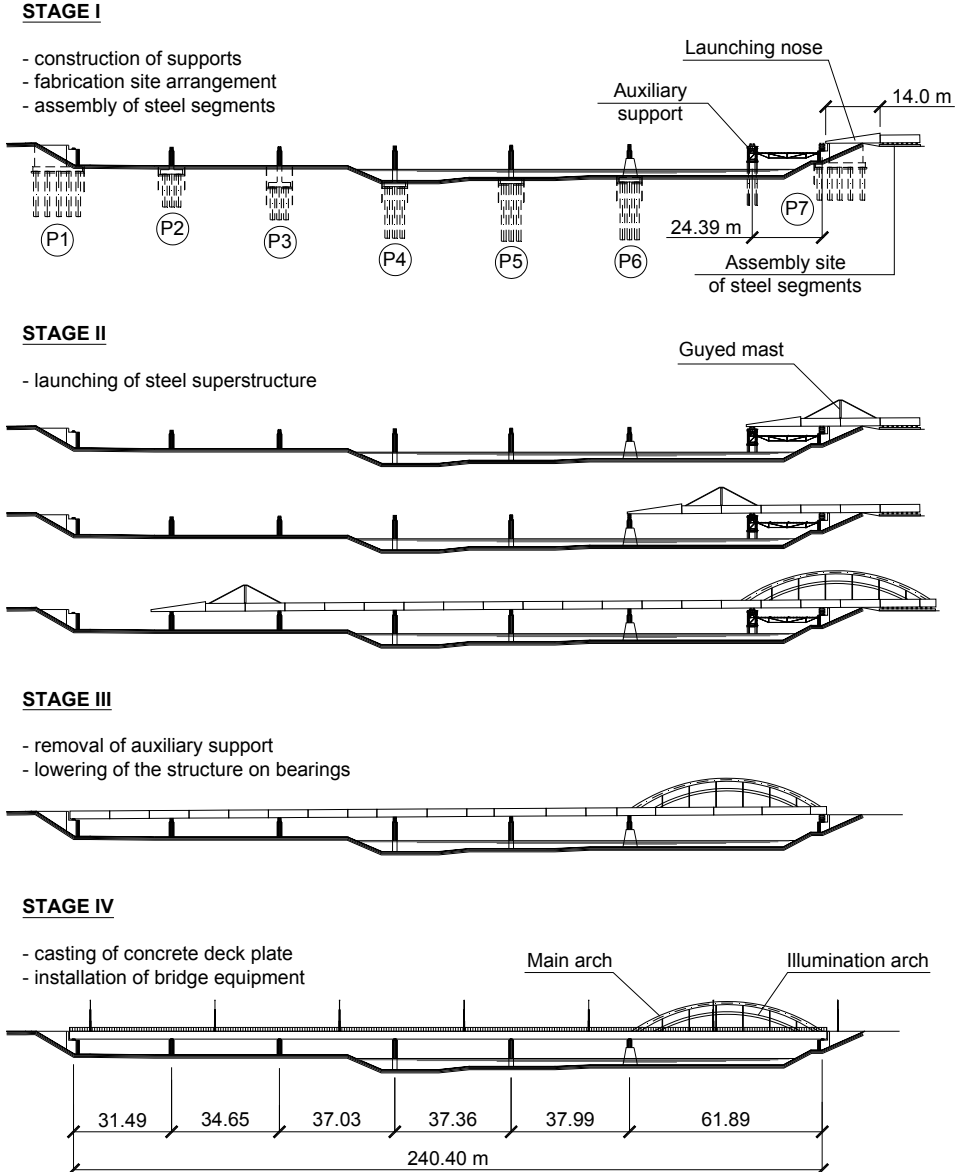 STAGE I
- construction of supports
- fabrication site arrangement
- assembly of steel segments
Launching nose
Auxiliary
support
14.0 m
P1
P2
P3
P4
P5
P6
P7
24.39 m
Assembly site
of steel segments
STAGE II
- launching of steel superstructure
Guyed mast
STAGE III
- removal of auxiliary support
- lowering of the structure on bearings
STAGE IV
- casting of concrete deck plate
- installation of bridge equipment
Main arch
Illumination arch
31.49 34.65 37.03 37.36 37.99 61.89
240.40 m